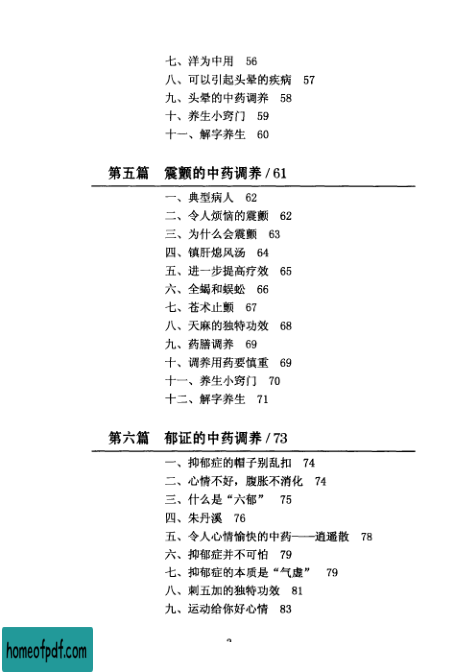 七、洋为中用 56
八、可以引起头晕的疾病 57
九、头晕的中药调养 58
十、养生小窍门 59
十一、解字养生 60
第五篇 震颤的中药调养/61
一、典型病人 62
二、令人烦恼的震颤 62
三、为什么会震颤 63
四、镇肝熄风汤 64
五、进一步提高疗效 65
六、全蝎和蜈蚣 66
七、苍术止颤 67
八、天麻的独特功效 68
九、药膳调养 69
十、调养用药要慎重 69
十一、养生小窍门 70
十二、解字养生 71
第六篇 郁证的中药调养/73
一、抑郁症的帽子别乱扣 74
二、心情不好，腹胀不消化 74
三、什么是“六郁” 75
四、朱丹溪 76
五、令人心情愉快的中药——逍遥散 78
六、抑郁症并不可怕 79
七、抑郁症的本质是“气虚” 79
八、刺五加的独特功效 81
九、运动给你好心情 83
homeofpdf.com